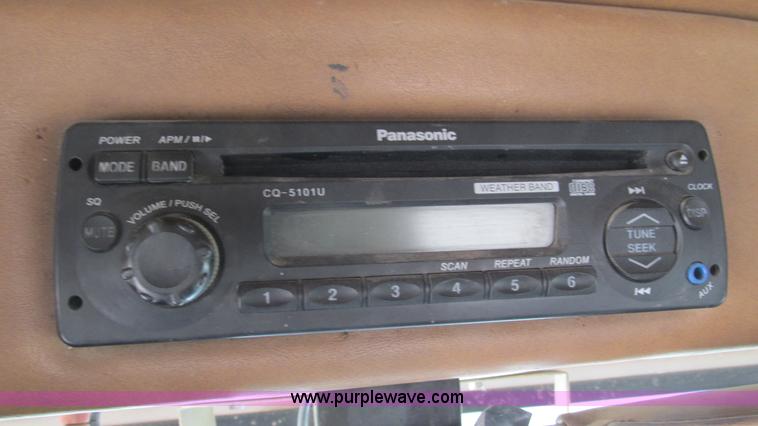 Panasonic
POWER APM / ■/▶
MODE BAND
CQ-5101U WEATHER BAND
SQ VOLUME / PUSH SEL
MUTE
CLOCK
DISP
TUNE
SEEK
SCAN REPEAT RANDOM
1 2 3 4 5 6
AUX
www.purplewave.com